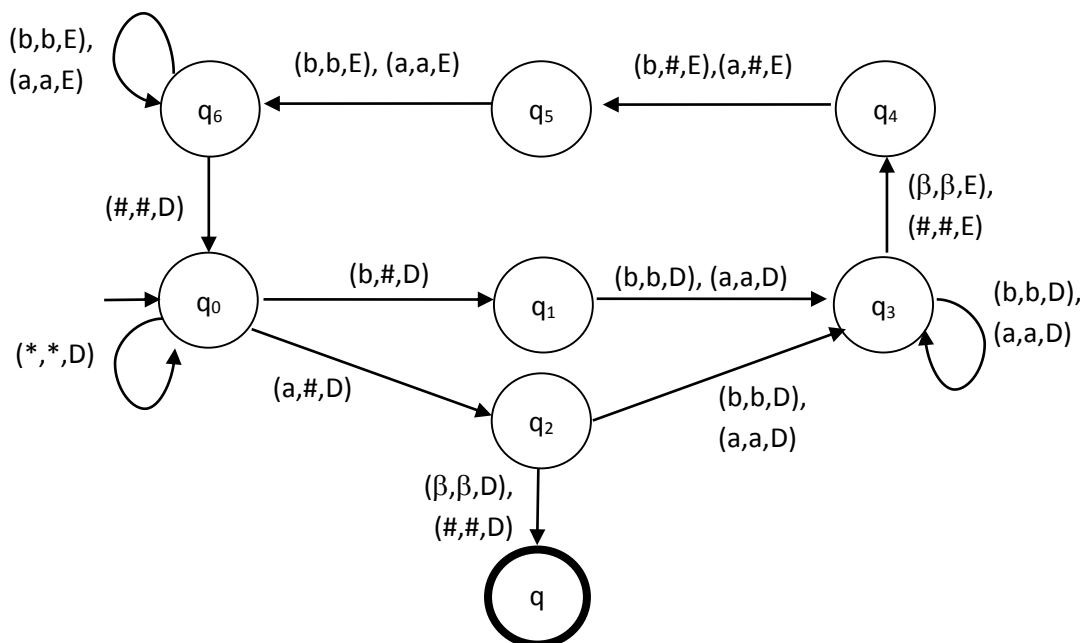 (b,b,E),
(a,a,E)
(b,b,E), (a,a,E)
(b,#,E),(a,#,E)
q₆
q₅
q₄
(#,#,D)
(β,β,E),
(#,#,E)
q₀
(b,#,D)
q₁
(b,b,D), (a,a,D)
q₃
(b,b,D),
(a,a,D)
(*,*,D)
(a,#,D)
q₂
(b,b,D),
(a,a,D)
(β,β,D),
(#,#,D)
q